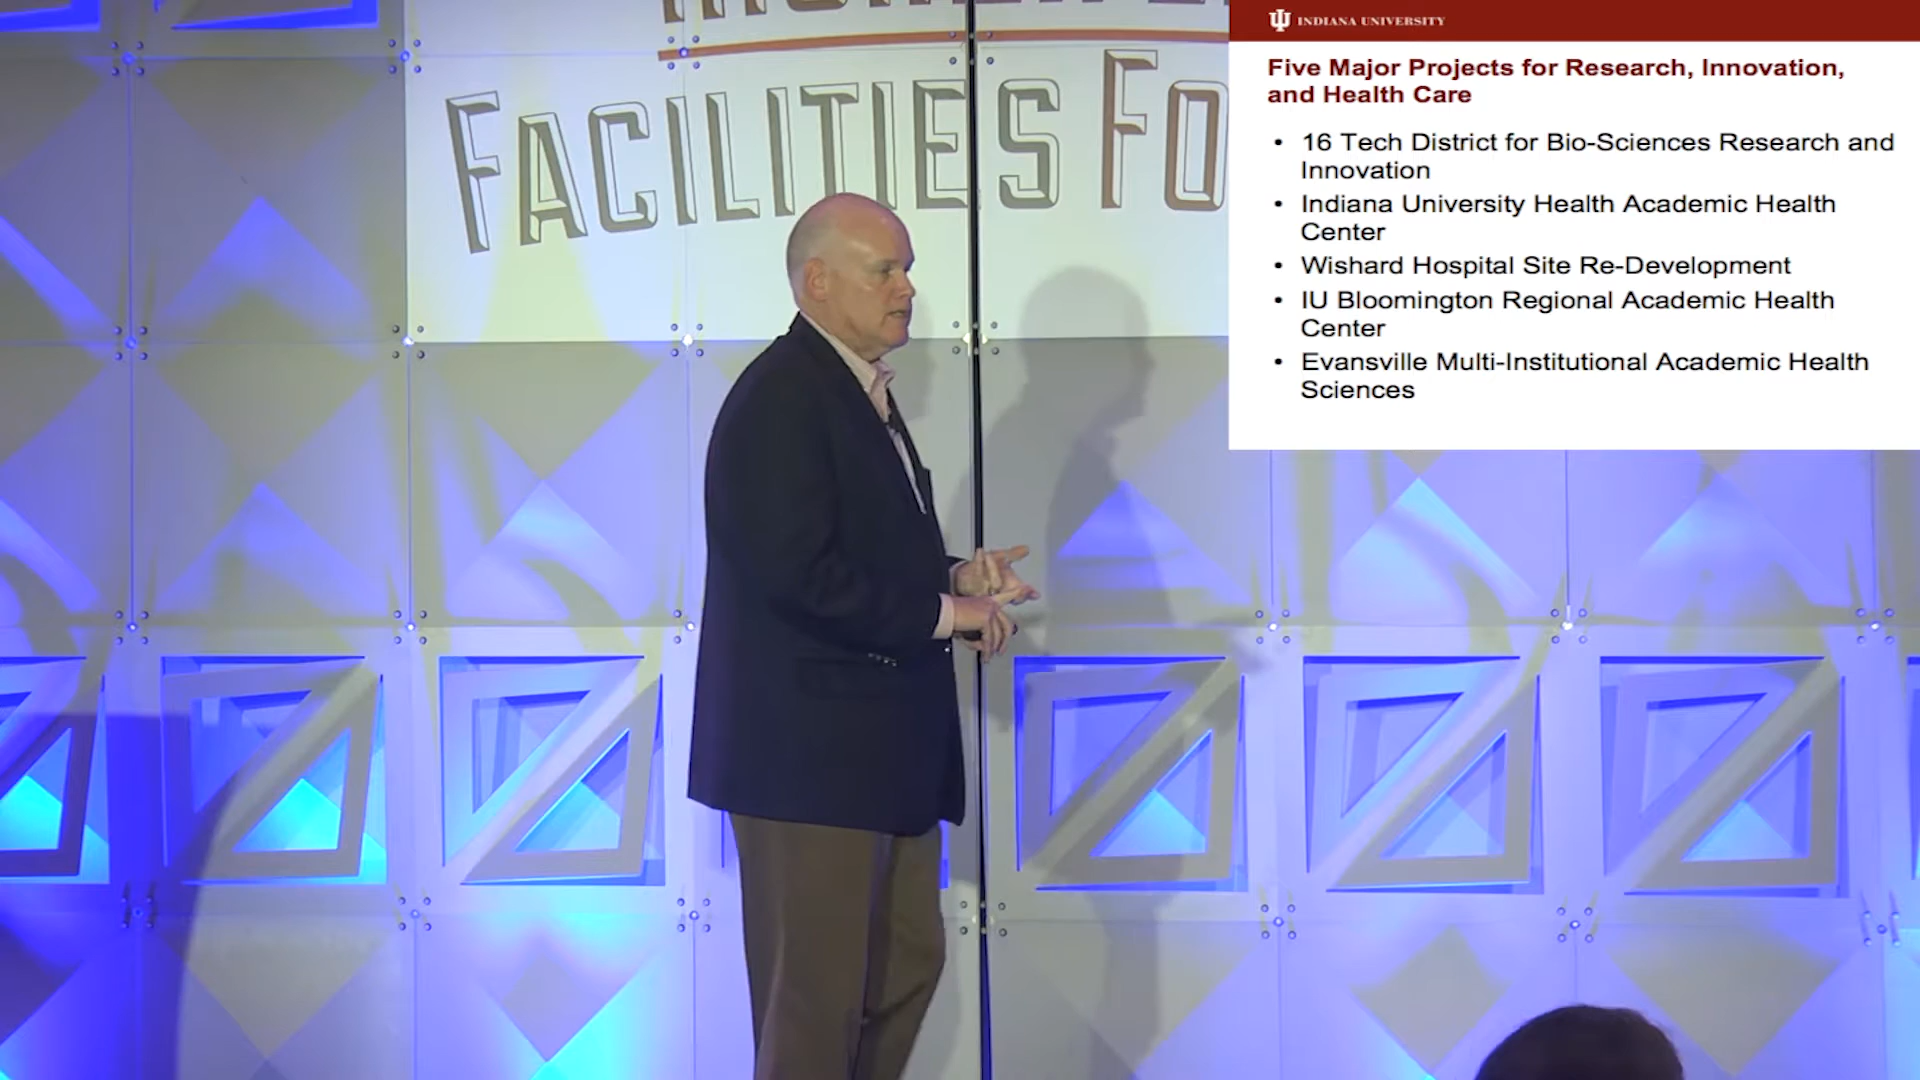 FACILITIES FO
INDIANA UNIVERSITY
Five Major Projects for Research, Innovation,
and Health Care
• 16 Tech District for Bio-Sciences Research and
Innovation
• Indiana University Health Academic Health
Center
• Wishard Hospital Site Re-Development
• IU Bloomington Regional Academic Health
Center
• Evansville Multi-Institutional Academic Health
Sciences